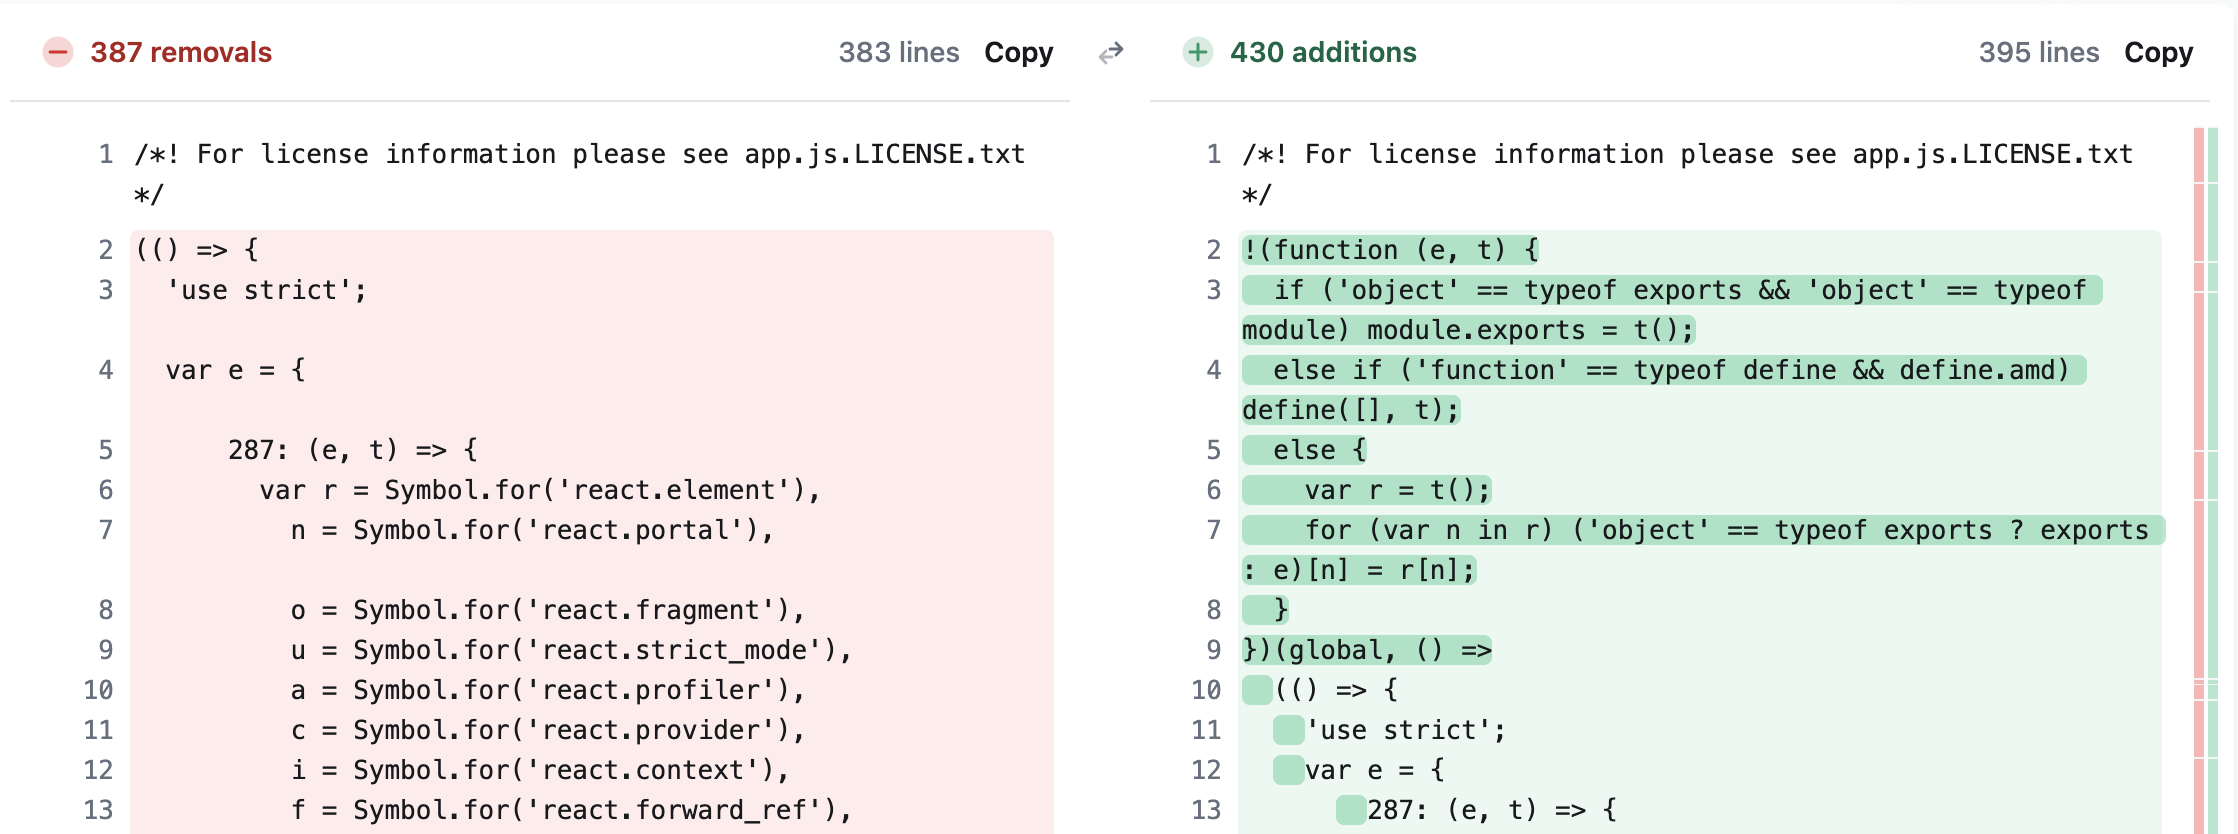 387 removals
383 lines Copy
1 /*! For license information please see app.js.LICENSE.txt
*/
2 (() => {
3   'use strict';
4   var e = {
5       287: (e, t) => {
6         var r = Symbol.for('react.element'),
7           n = Symbol.for('react.portal'),
8           o = Symbol.for('react.fragment'),
9           u = Symbol.for('react.strict_mode'),
10           a = Symbol.for('react.profiler'),
11           c = Symbol.for('react.provider'),
12           i = Symbol.for('react.context'),
13           f = Symbol.for('react.forward_ref'),
430 additions
395 lines Copy
1 /*! For license information please see app.js.LICENSE.txt
*/
2 !(function (e, t) {
3   if ('object' == typeof exports && 'object' == typeof
module) module.exports = t();
4   else if ('function' == typeof define && define.amd)
define([], t);
5   else {
6     var r = t();
7     for (var n in r) ('object' == typeof exports ? exports
: e)[n] = r[n];
8   }
9 })(global, () =>
10   (() => {
11     'use strict';
12     var e = {
13         287: (e, t) => {